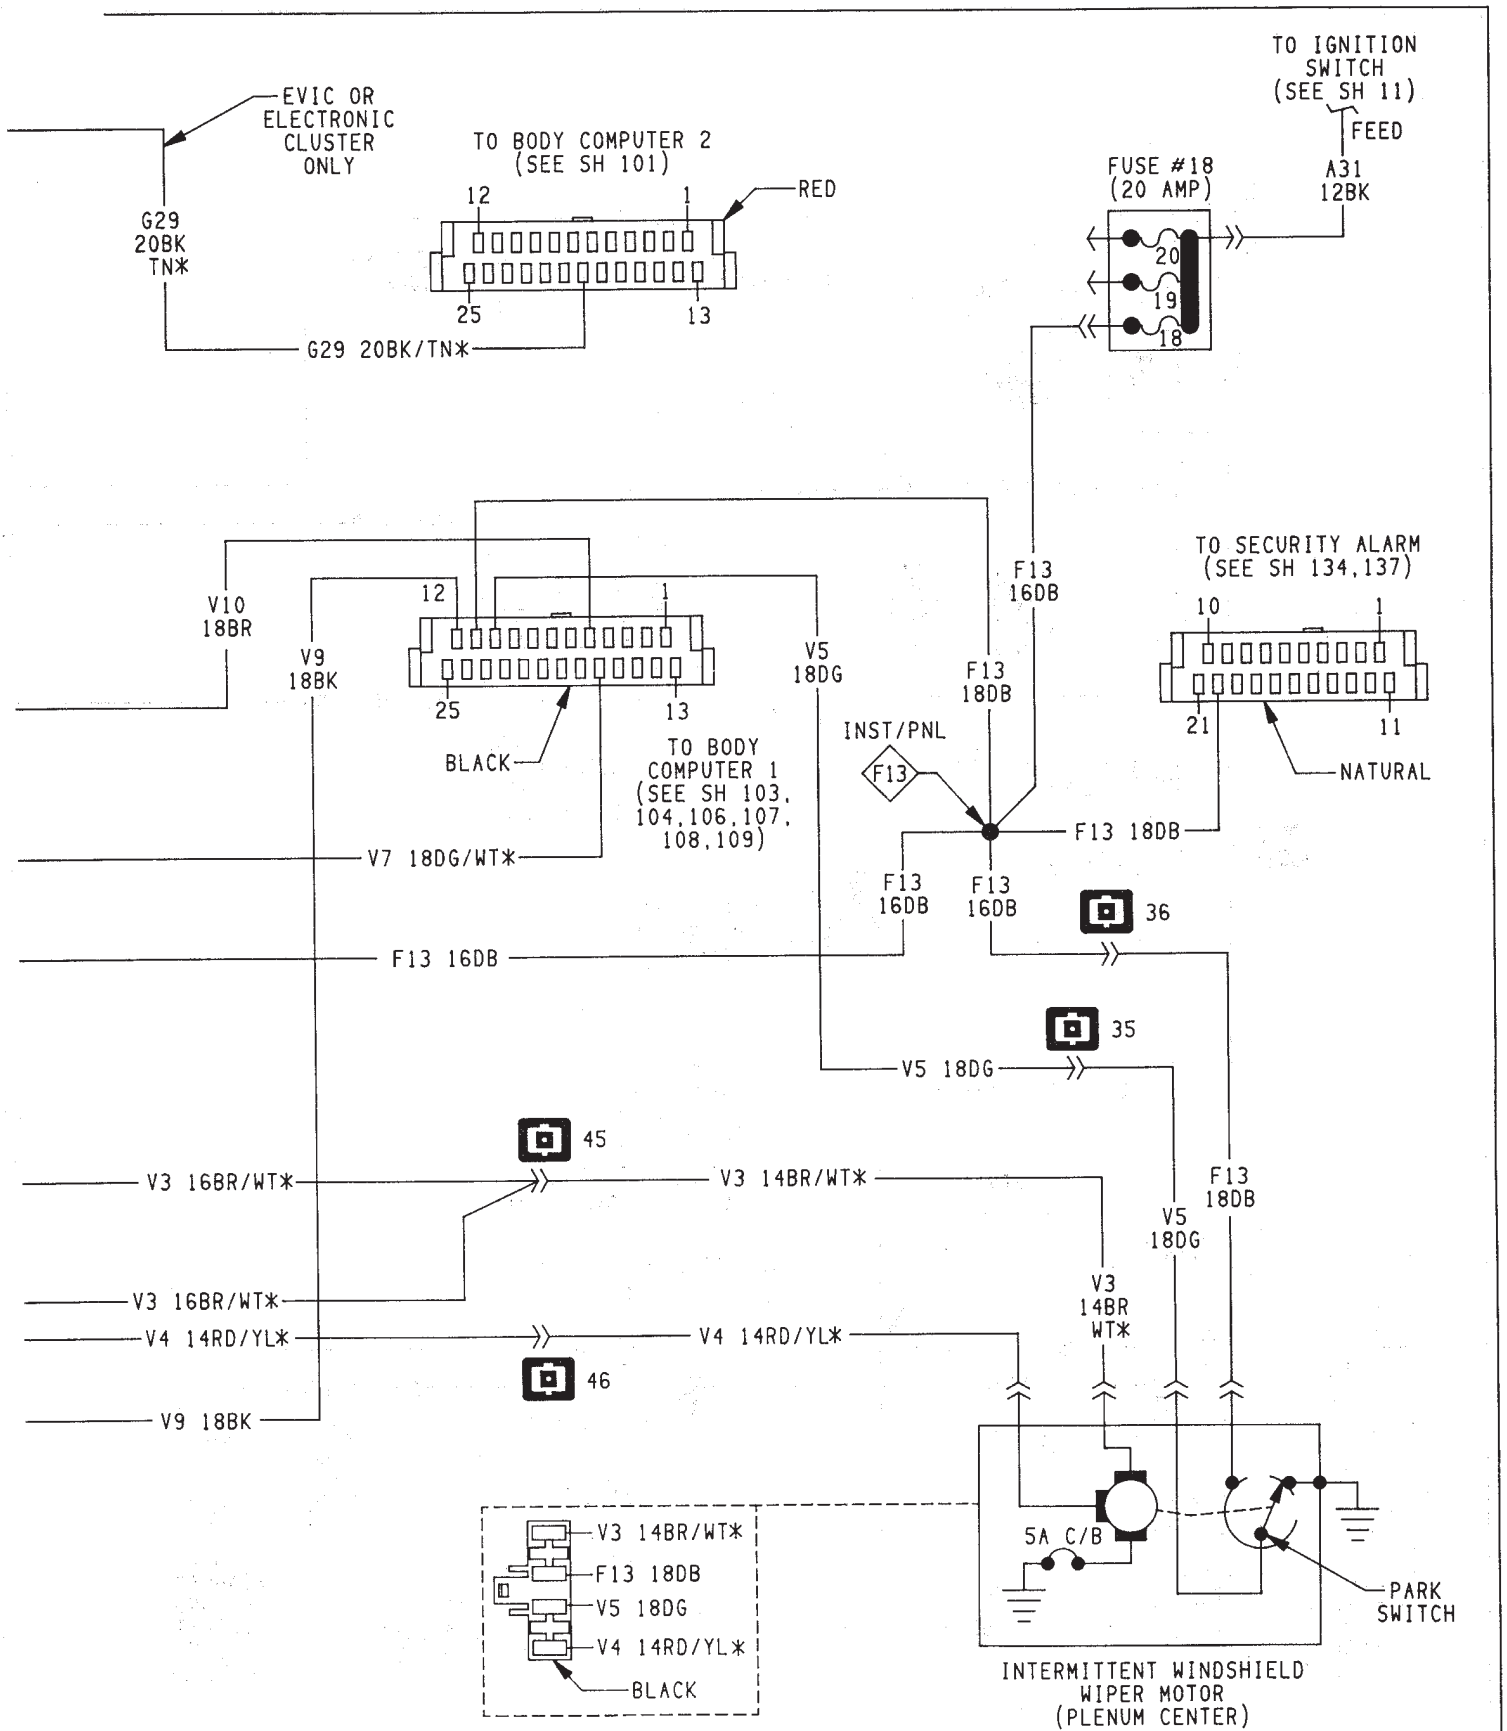 TO IGNITION
SWITCH
(SEE SH 11)
FEED
A31
12BK
EVIC OR
ELECTRONIC
CLUSTER
ONLY
TO BODY COMPUTER 2
(SEE SH 101)
12
1
RED
25
13
G29
20BK
TN*
G29 20BK/TN*
FUSE #18
(20 AMP)
20
19
18
F13
16DB
TO SECURITY ALARM
(SEE SH 134,137)
10
1
21
11
NATURAL
V10
18BR
V9
18BK
12
1
25
13
BLACK
TO BODY
COMPUTER 1
(SEE SH 103,
104,106,107,
108,109)
V5
18DG
F13
18DB
INST/PNL
F13
F13 18DB
V7 18DG/WT*
F13
16DB
F13
16DB
36
F13 16DB
35
V5 18DG
45
V3 16BR/WT*
V3 14BR/WT*
F13
18DB
V5
18DG
V3
14BR
WT*
V3 16BR/WT*
V4 14RD/YL*
V4 14RD/YL*
46
V9 18BK
V3 14BR/WT*
F13 18DB
V5 18DG
V4 14RD/YL*
BLACK
5A C/B
PARK
SWITCH
INTERMITTENT WINDSHIELD
WIPER MOTOR
(PLENUM CENTER)